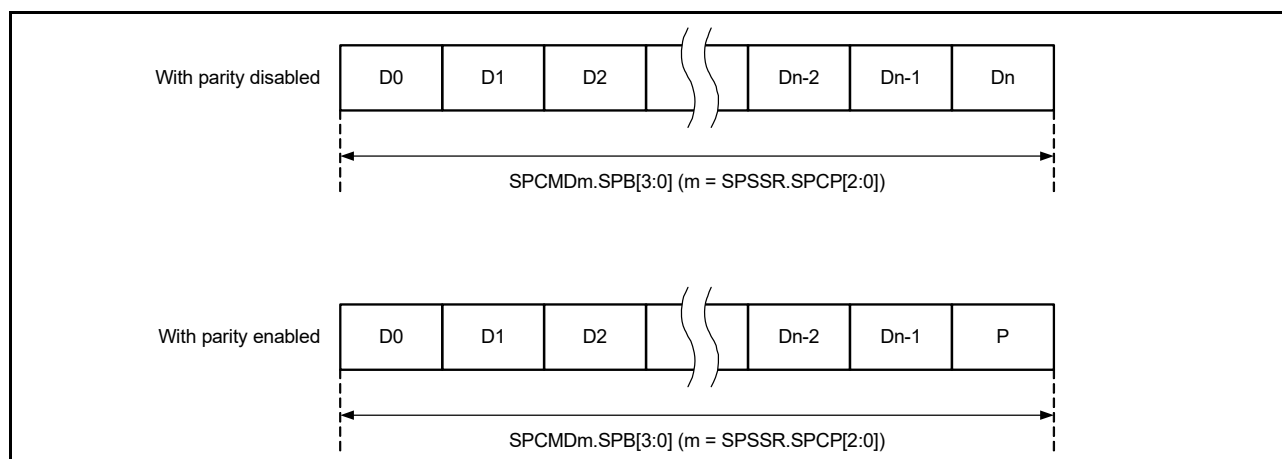 With parity disabled D0 D1 D2 Dn-2 Dn-1 Dn
SPCMDm.SPB[3:0] (m = SPSSR.SPCP[2:0])
With parity enabled D0 D1 D2 Dn-2 Dn-1 P
SPCMDm.SPB[3:0] (m = SPSSR.SPCP[2:0])